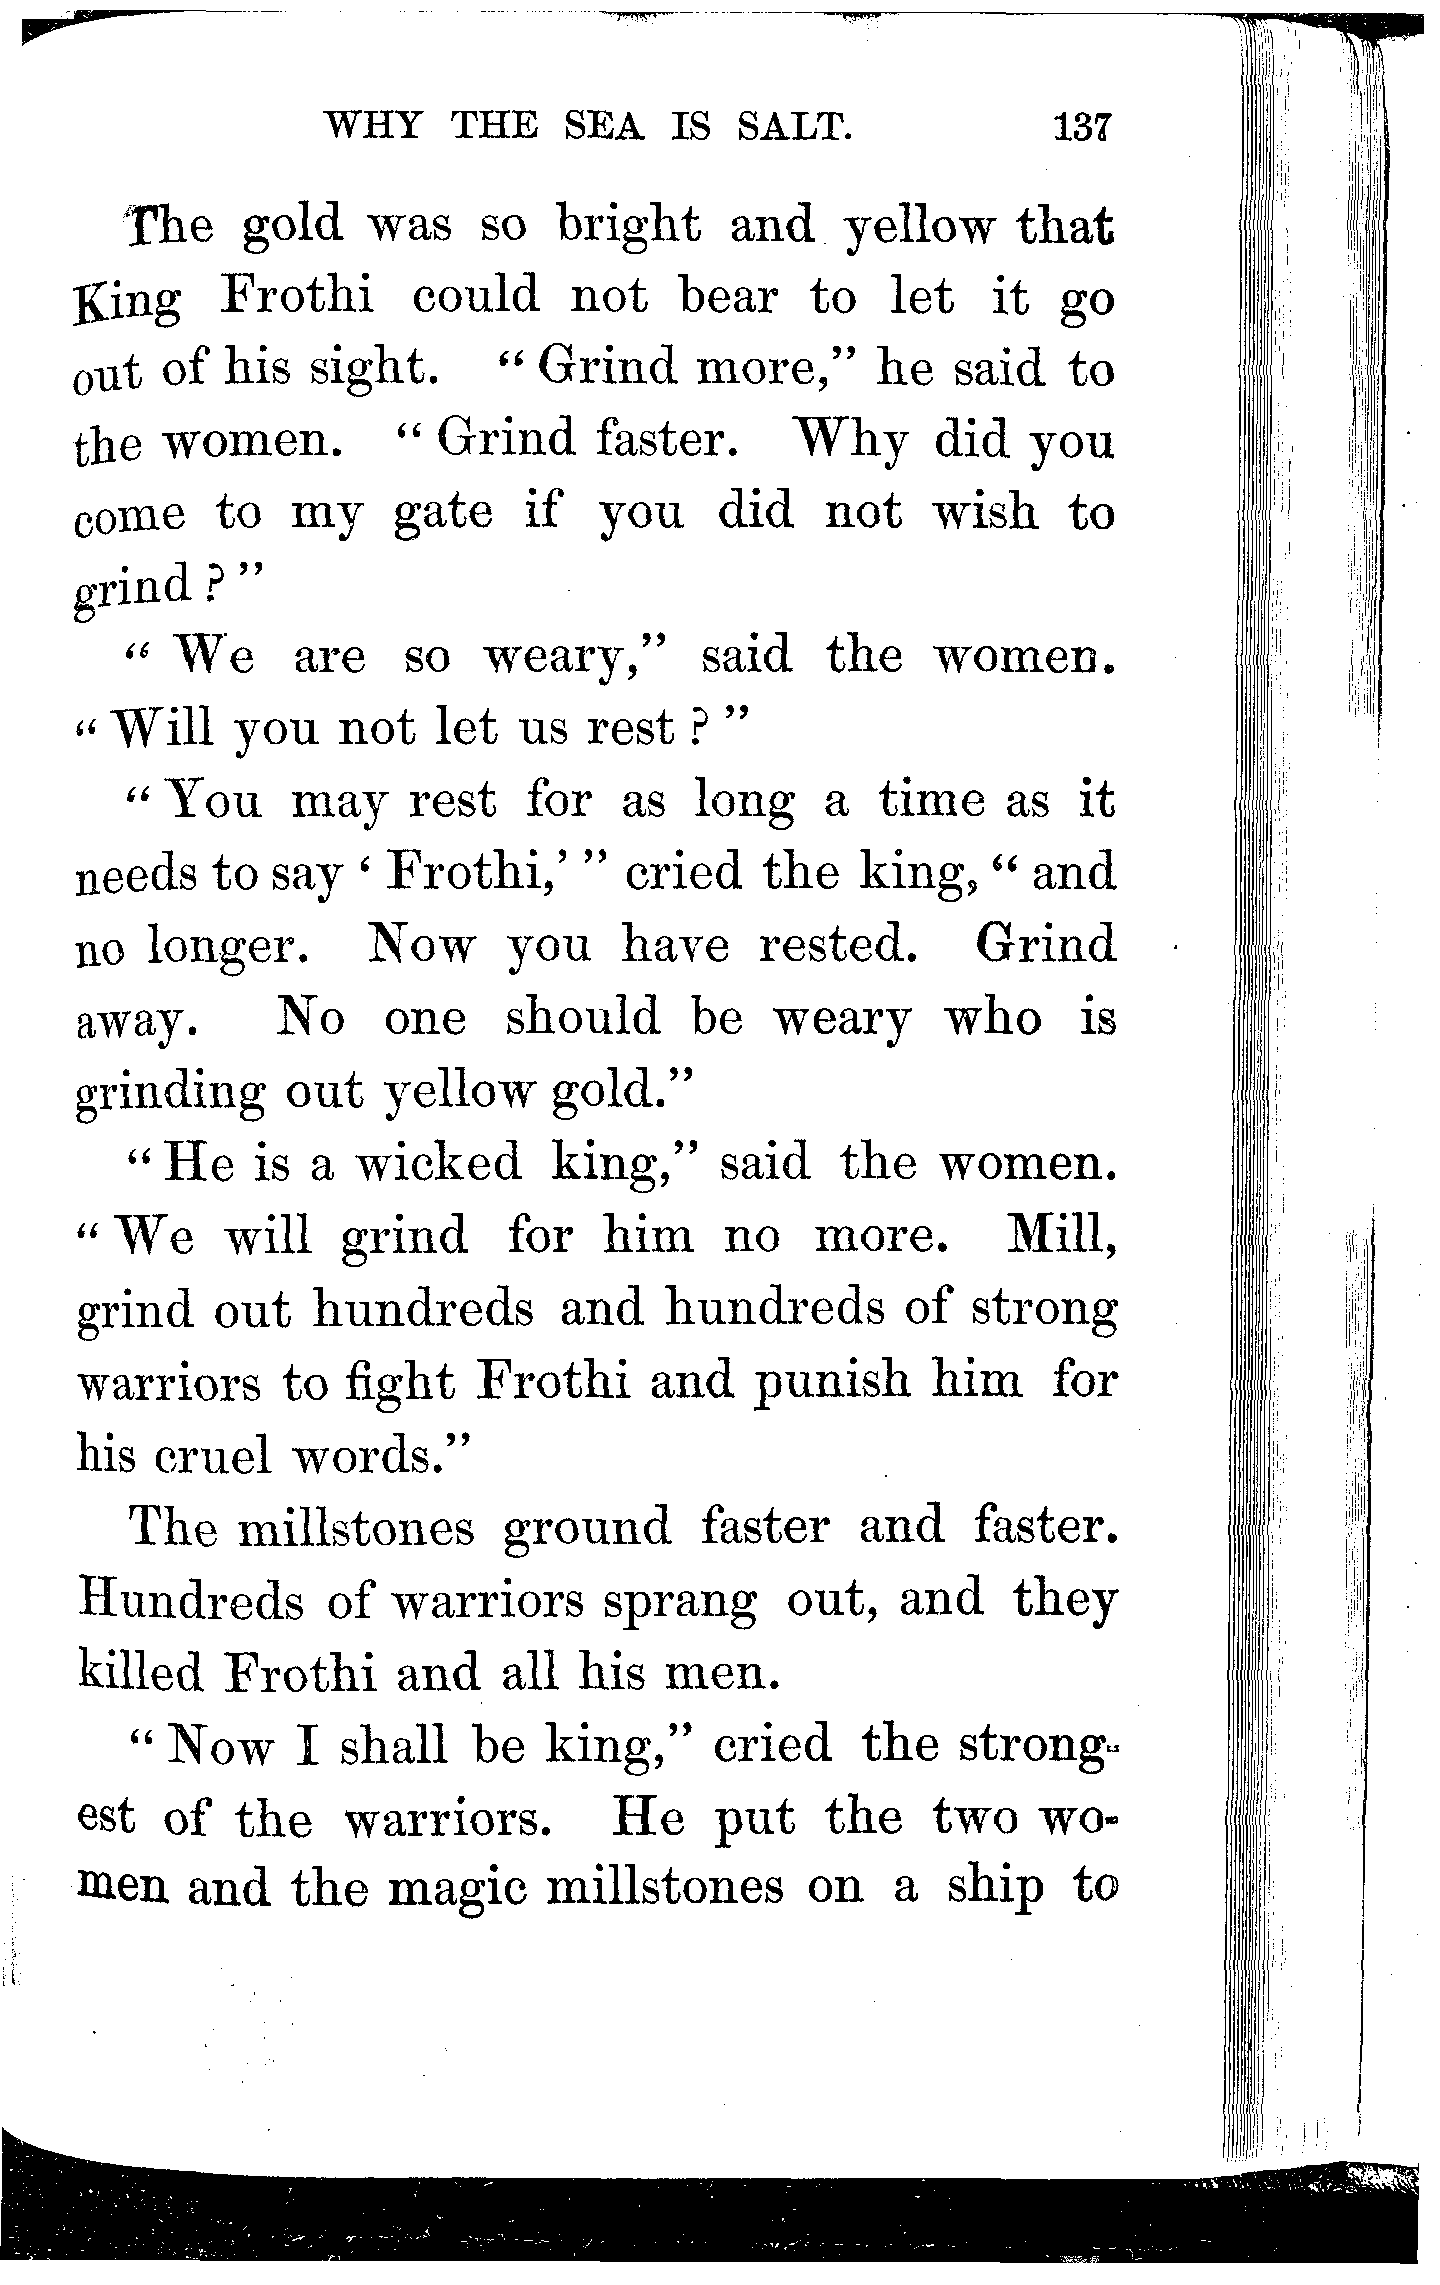 WHY THE SEA IS SALT. 137
The gold was so bright and yellow that
King Frothi could not bear to let it go
out of his sight. “ Grind more,” he said to
the women. “ Grind faster. Why did you
come to my gate if you did not wish to
grind ? ”
“ We are so weary,” said the women.
“ Will you not let us rest ? ”
“ You may rest for as long a time as it
needs to say ‘ Frothi,’ ” cried the king, “ and
no longer. Now you have rested. Grind
away. No one should be weary who is
grinding out yellow gold.”
“ He is a wicked king,” said the women.
“ We will grind for him no more. Mill,
grind out hundreds and hundreds of strong
warriors to fight Frothi and punish him for
his cruel words.”
The millstones ground faster and faster.
Hundreds of warriors sprang out, and they
killed Frothi and all his men.
“ Now I shall be king,” cried the strong-
est of the warriors. He put the two wo-
men and the magic millstones on a ship to